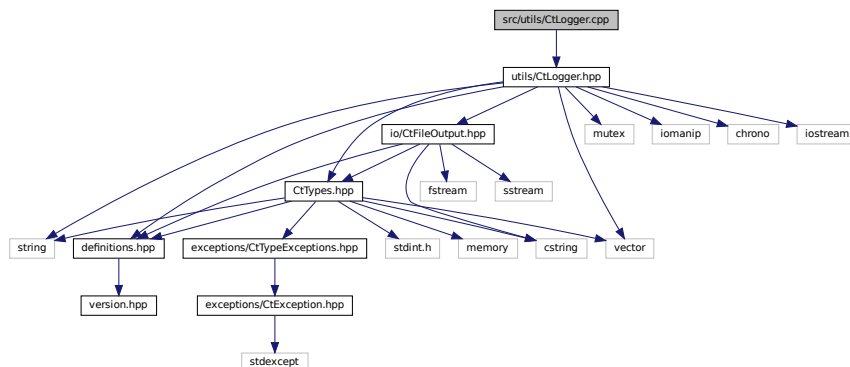 src/utils/CtLogger.cpp
utils/CtLogger.hpp
io/CtFileOutput.hpp
mutex
iomanip
chrono
iostream
CtTypes.hpp
fstream
sstream
string
definitions.hpp
exceptions/CtTypeExceptions.hpp
stdint.h
memory
cstring
vector
version.hpp
exceptions/CtException.hpp
stdexcept